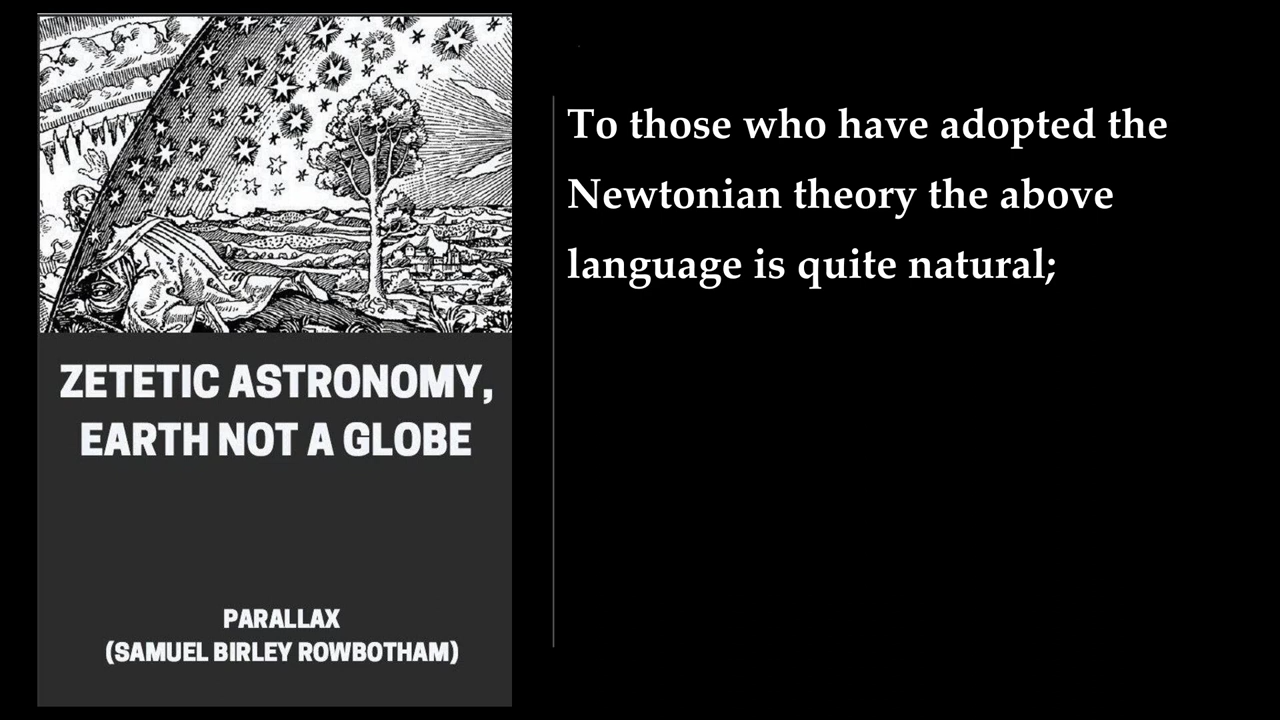 ZETETIC ASTRONOMY,
EARTH NOT A GLOBE
PARALLAX
(SAMUEL BIRLEY ROWBOTHAM)
To those who have adopted the
Newtonian theory the above
language is quite natural;